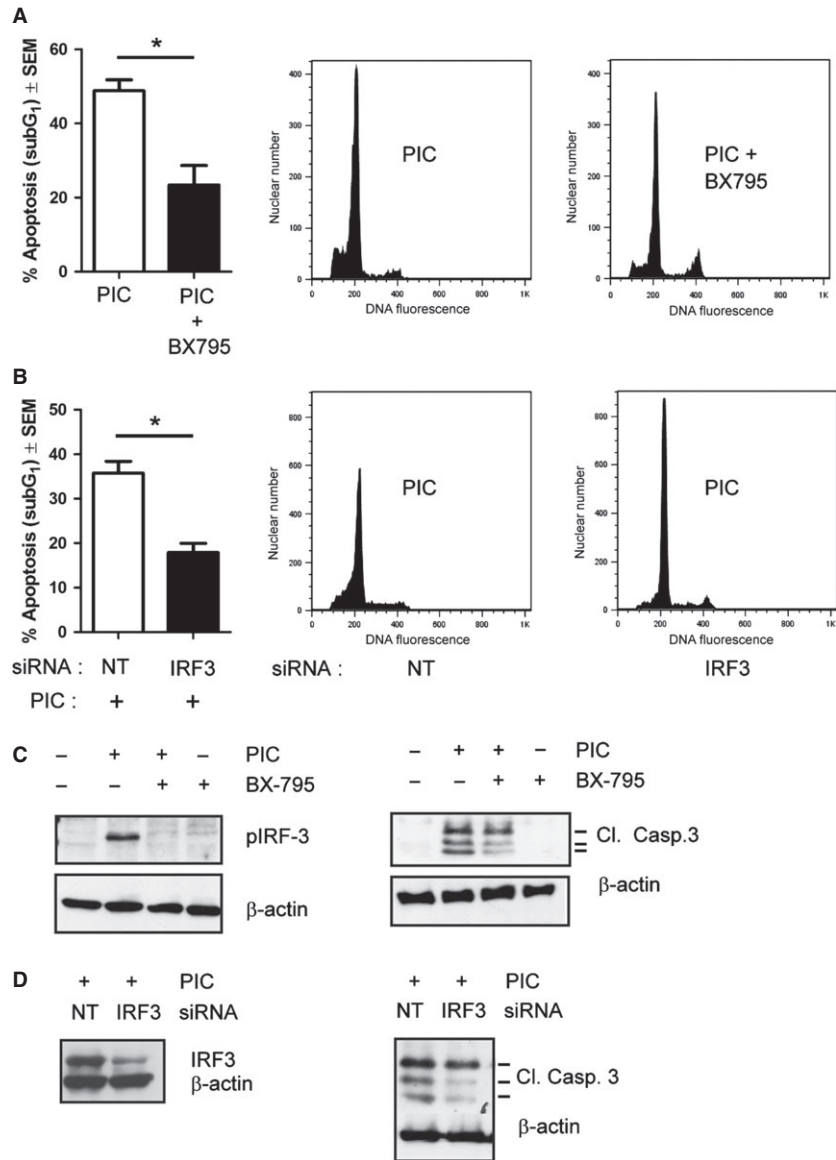 A
% Apoptosis (subG1) ± SEM
60
40
20
0
*
PIC
PIC
+
BX795
Nuclear number
400
300
200
100
0
PIC
0 200 400 600 800 1K
DNA fluorescence
Nuclear number
400
300
200
100
0
PIC +
BX795
0 200 400 600 800 1K
DNA fluorescence
B
% Apoptosis (subG1) ± SEM
50
40
30
20
10
0
*
siRNA : NT IRF3
PIC : + +
Nuclear number
800
600
400
200
0
PIC
0 200 400 600 800 1K
DNA fluorescence
siRNA : NT
Nuclear number
800
600
400
200
0
PIC
0 200 400 600 800 1K
DNA fluorescence
IRF3
C
– + + – PIC
– – + + BX-795
pIRF-3
β-actin
– + + – PIC
– – + + BX-795
Cl. Casp.3
β-actin
D
+ + PIC
NT IRF3 siRNA
IRF3
β-actin
+ + PIC
NT IRF3 siRNA
Cl. Casp. 3
β-actin